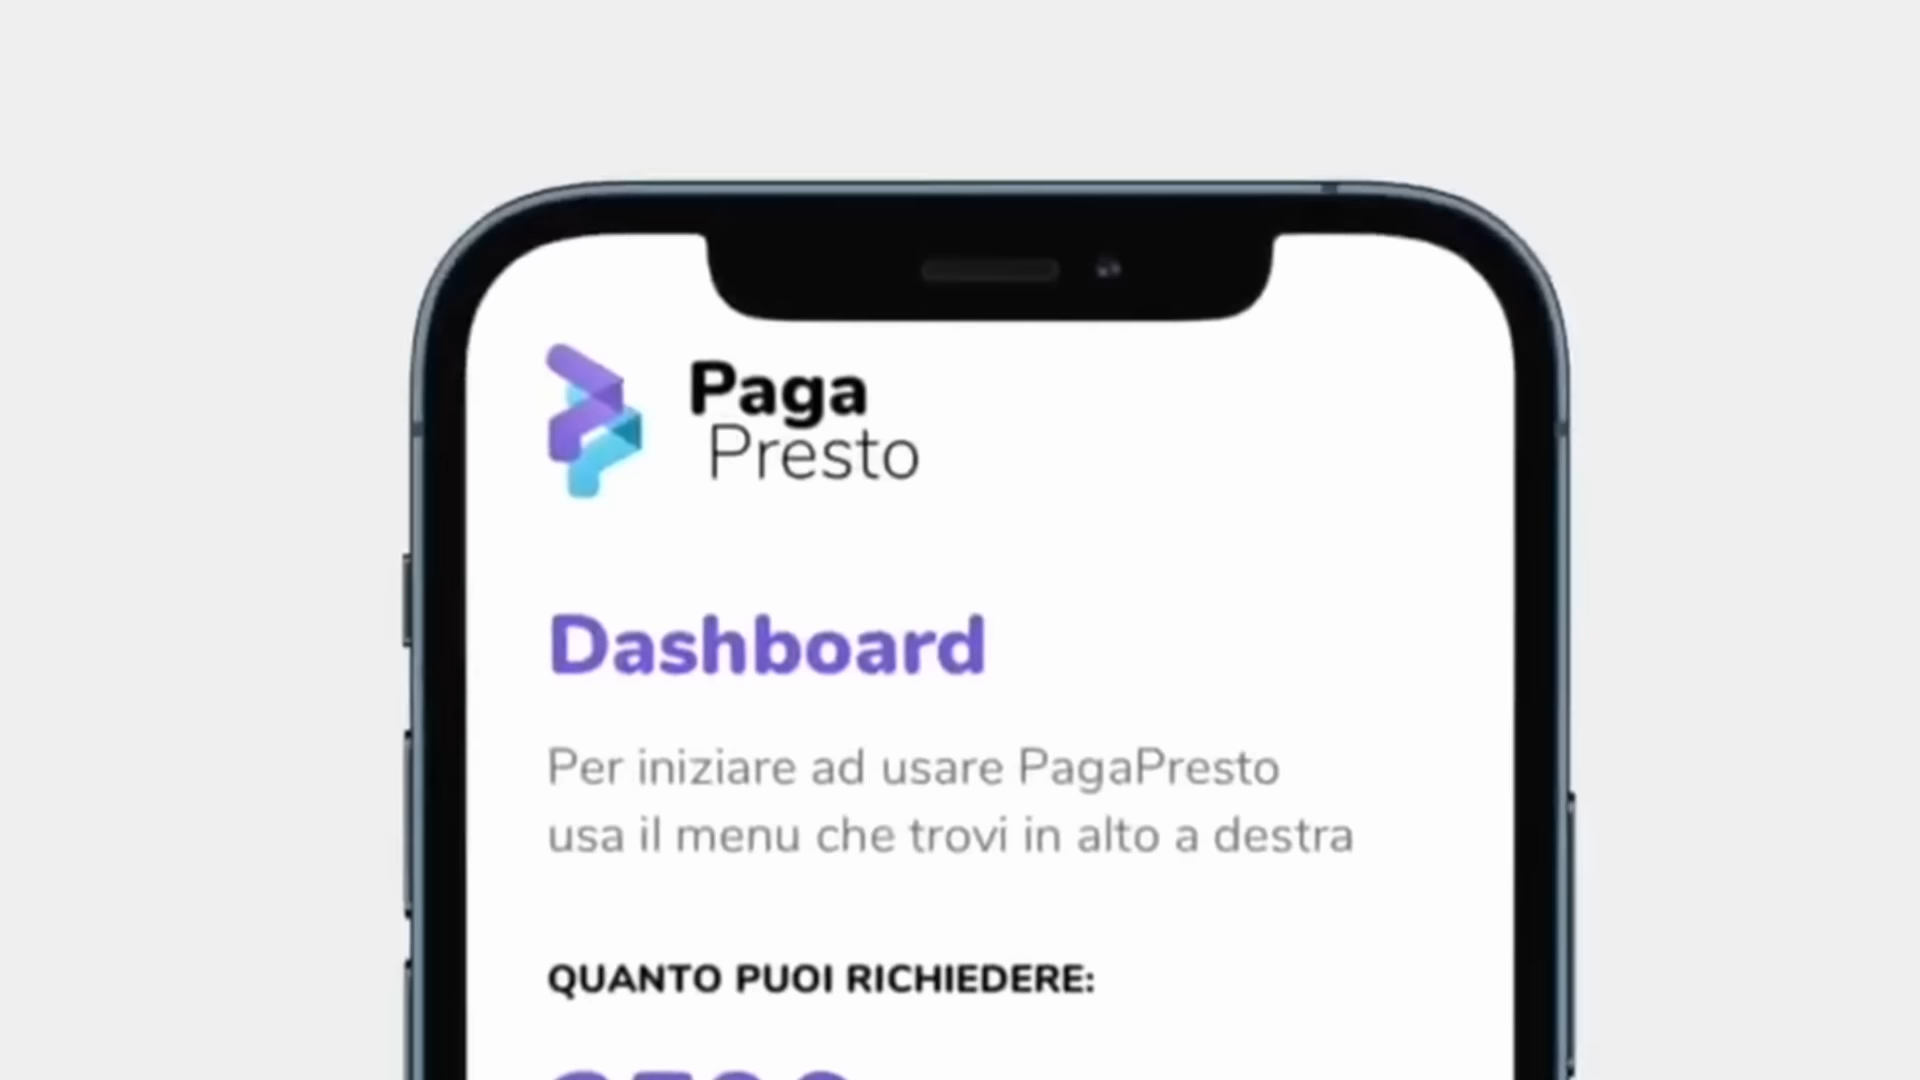 Paga
Presto
Dashboard
Per iniziare ad usare PagaPresto
usa il menu che trovi in alto a destra
QUANTO PUOI RICHIEDERE: